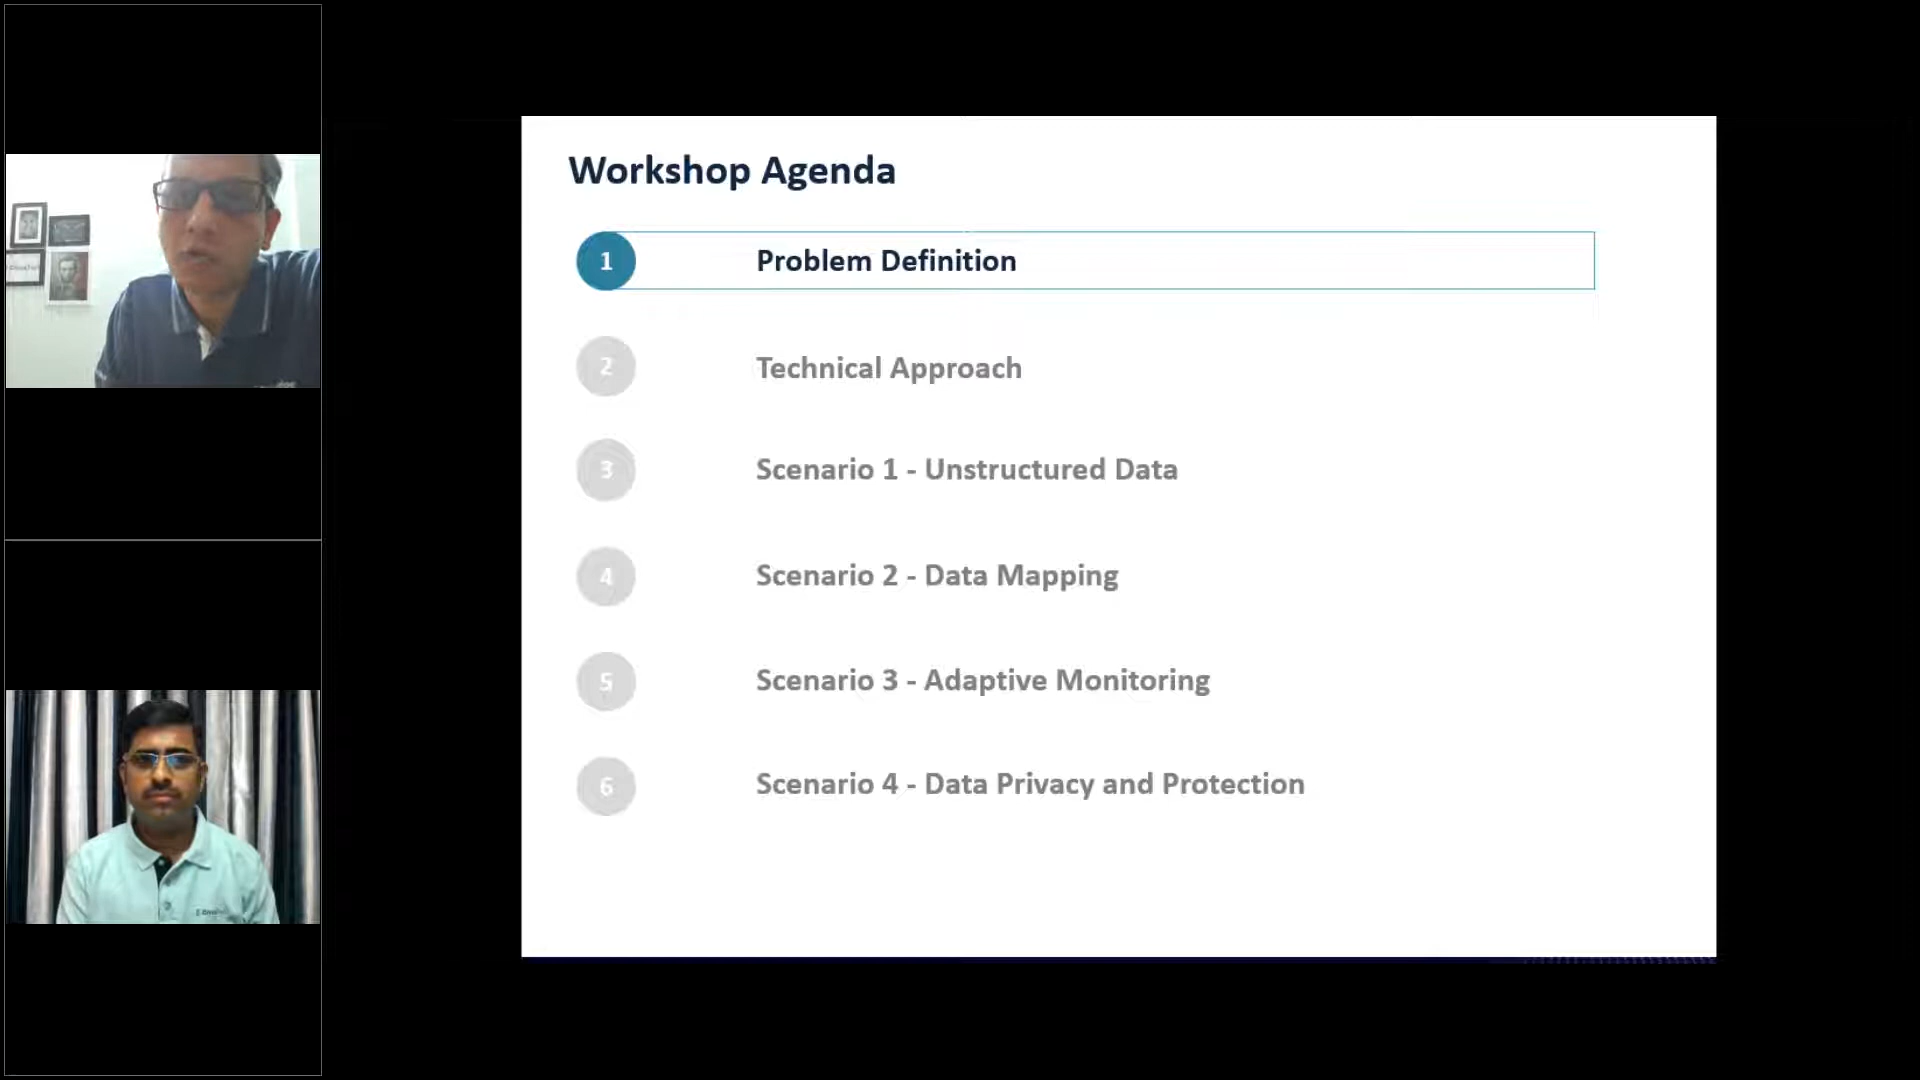 Workshop Agenda
1 Problem Definition
2 Technical Approach
3 Scenario 1 - Unstructured Data
4 Scenario 2 - Data Mapping
5 Scenario 3 - Adaptive Monitoring
6 Scenario 4 - Data Privacy and Protection